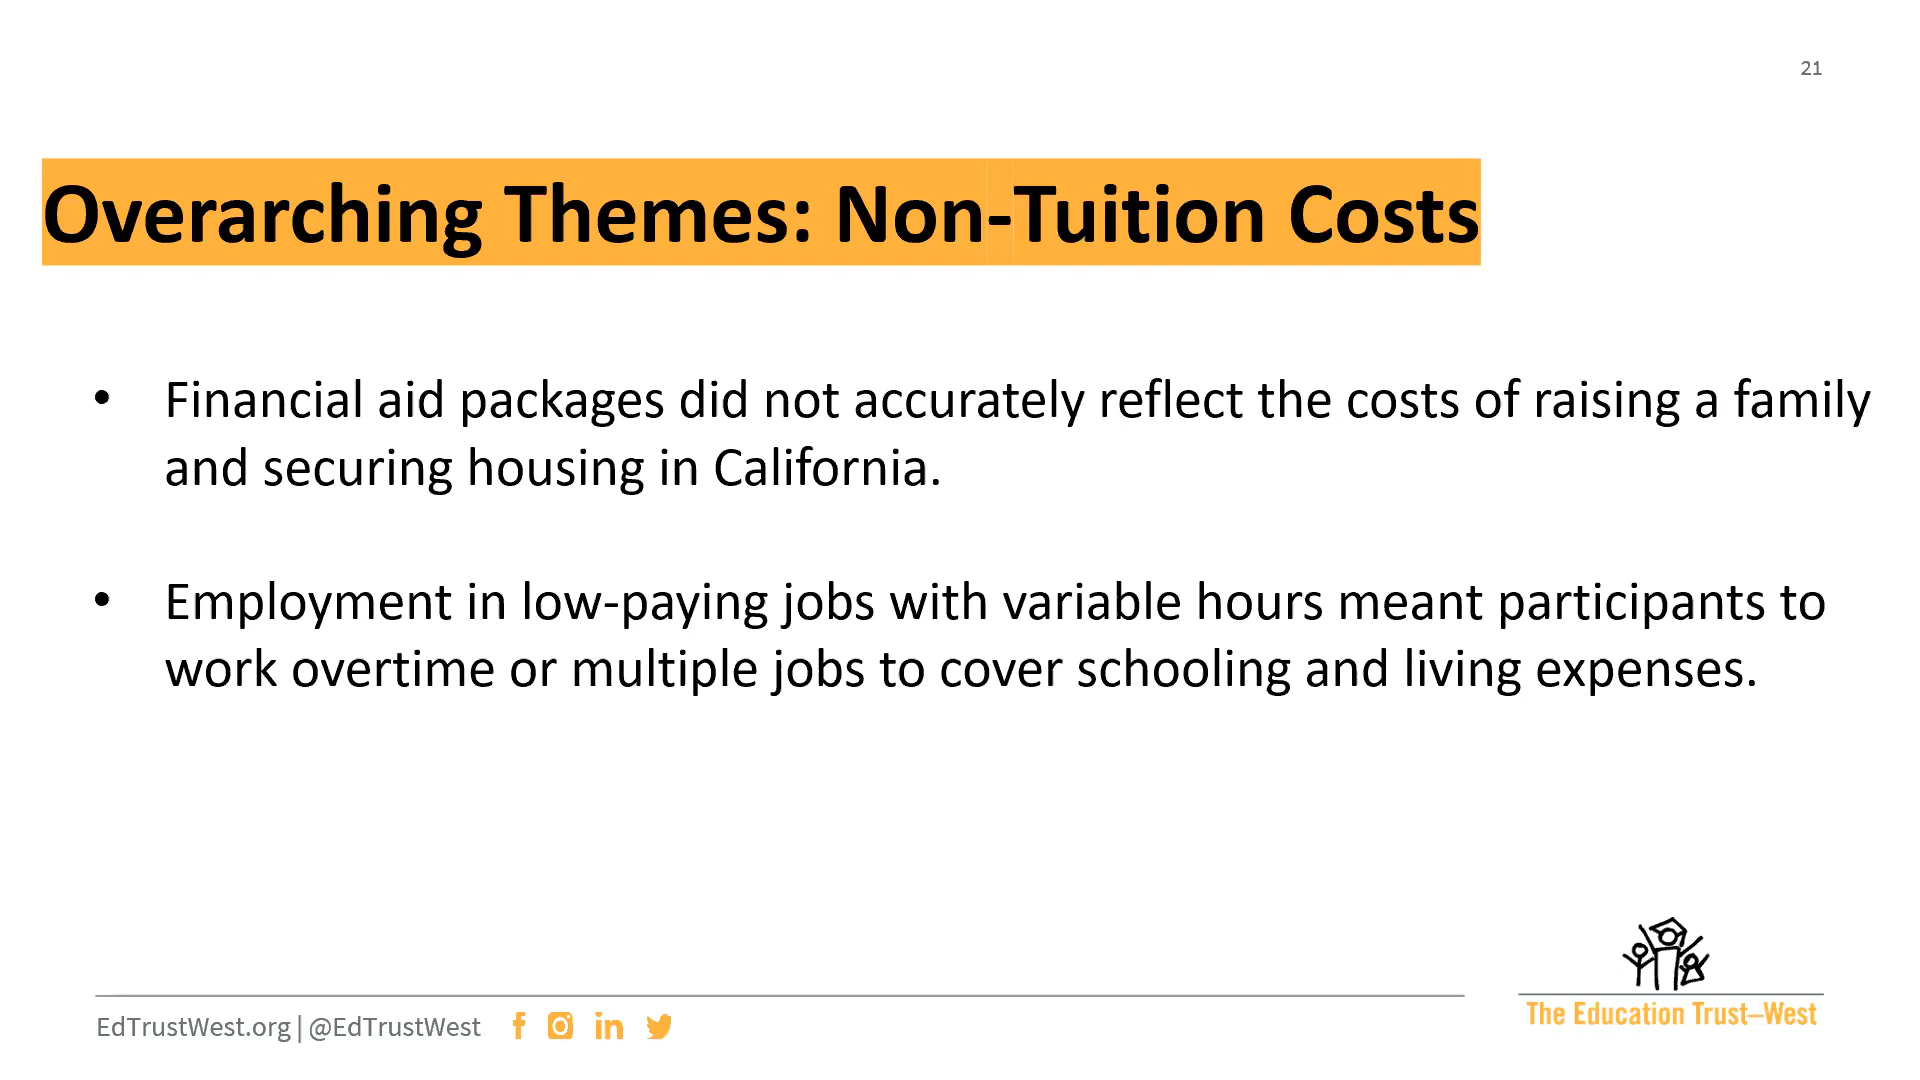 21
Overarching Themes: Non-Tuition Costs
• Financial aid packages did not accurately reflect the costs of raising a family
and securing housing in California.
• Employment in low-paying jobs with variable hours meant participants to
work overtime or multiple jobs to cover schooling and living expenses.
EdTrustWest.org | @EdTrustWest
The Education Trust–West